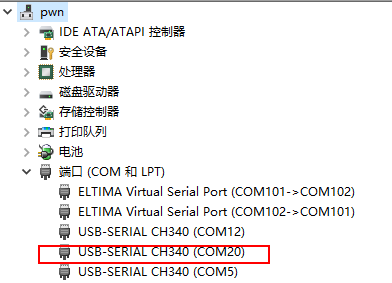 pwn
IDE ATA/ATAPI 控制器
安全设备
处理器
磁盘驱动器
存储控制器
打印队列
电池
端口 (COM 和 LPT)
ELTIMA Virtual Serial Port (COM101->COM102)
ELTIMA Virtual Serial Port (COM102->COM101)
USB-SERIAL CH340 (COM12)
USB-SERIAL CH340 (COM20)
USB-SERIAL CH340 (COM5)